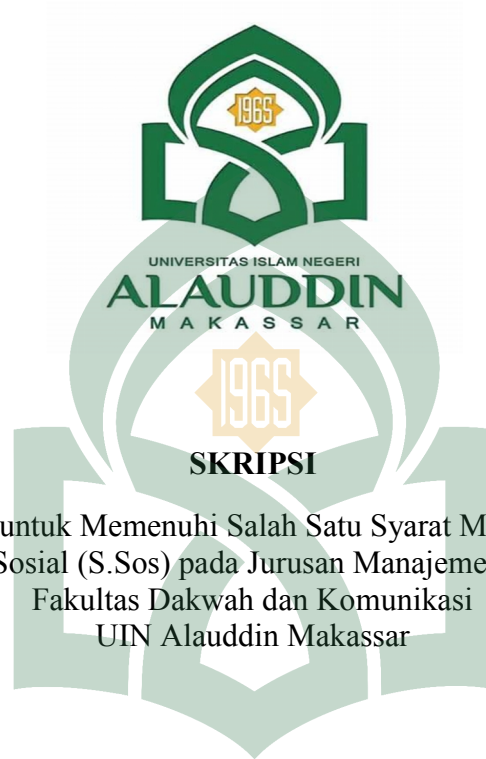 1965
UNIVERSITAS ISLAM NEGERI
ALAUDDIN
MAKASSAR
1965
SKRIPSI
untuk Memenuhi Salah Satu Syarat M
Sosial (S.Sos) pada Jurusan Manajeme
Fakultas Dakwah dan Komunikasi
UIN Alauddin Makassar